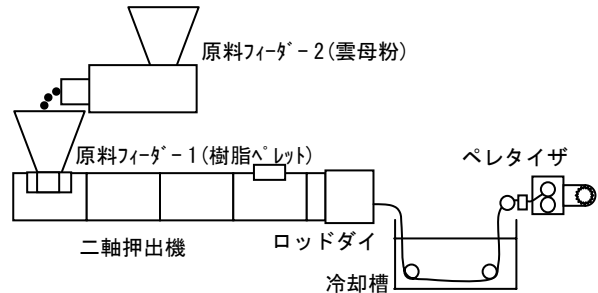 原料ﾌｨｰﾀﾞｰ2(雲母粉)
原料ﾌｨｰﾀﾞｰ1(樹脂ﾍﾟﾚｯﾄ)
ペレタイザ
二軸押出機
ロッドダイ
冷却槽